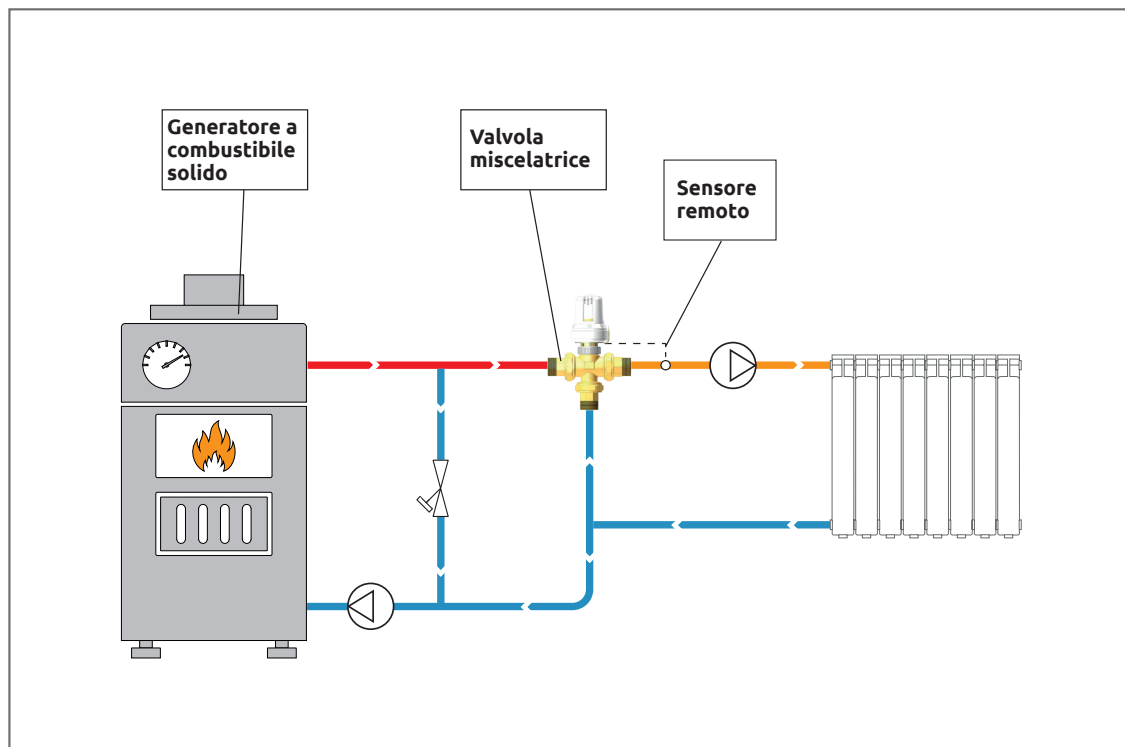 Generatore a
combustibile
solido
Valvola
miscelatrice
Sensore
remoto